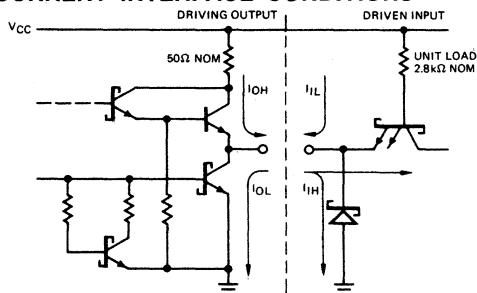 CURRENT INTERFACE CONDITIONS
DRIVING OUTPUT
DRIVEN INPUT
VCC
50Ω NOM
UNIT LOAD
2.8kΩ NOM
IOH
IIL
IOL
IIH